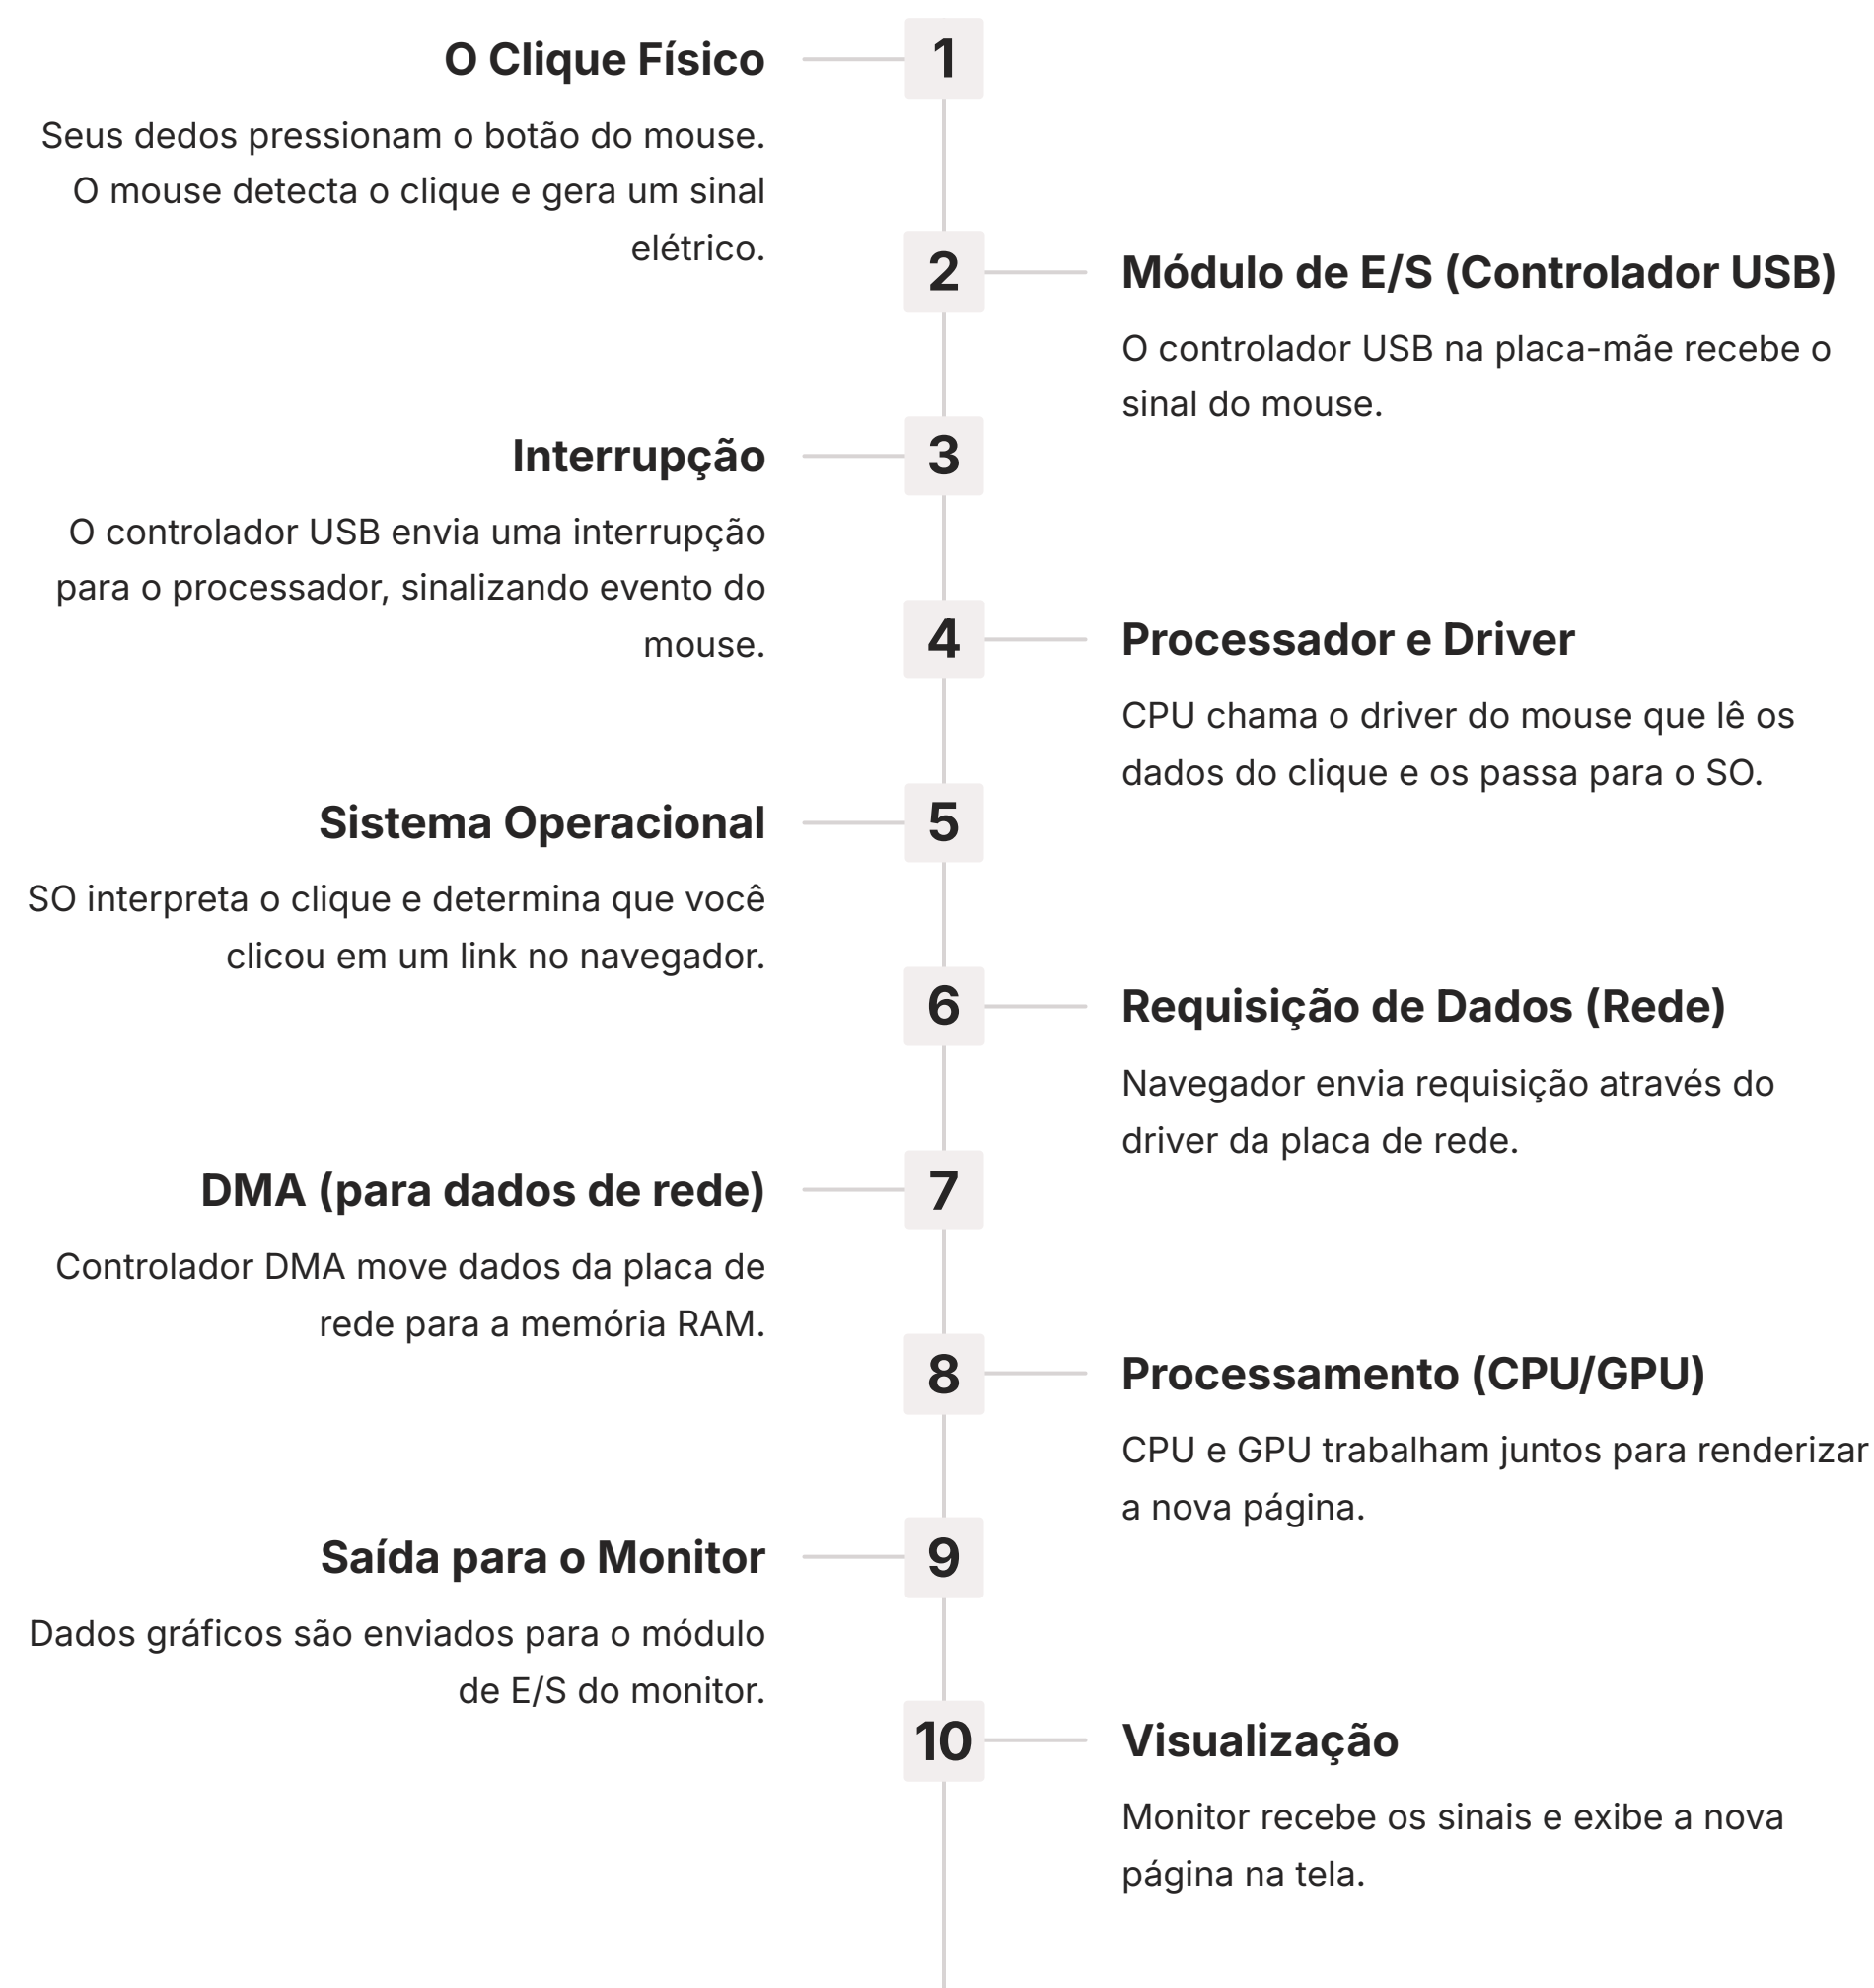 1
O Clique Físico
Seus dedos pressionam o botão do mouse.
O mouse detecta o clique e gera um sinal
elétrico.
2
Módulo de E/S (Controlador USB)
O controlador USB na placa-mãe recebe o
sinal do mouse.
3
Interrupção
O controlador USB envia uma interrupção
para o processador, sinalizando evento do
mouse.
4
Processador e Driver
CPU chama o driver do mouse que lê os
dados do clique e os passa para o SO.
5
Sistema Operacional
SO interpreta o clique e determina que você
clicou em um link no navegador.
6
Requisição de Dados (Rede)
Navegador envia requisição através do
driver da placa de rede.
7
DMA (para dados de rede)
Controlador DMA move dados da placa de
rede para a memória RAM.
8
Processamento (CPU/GPU)
CPU e GPU trabalham juntos para renderizar
a nova página.
9
Saída para o Monitor
Dados gráficos são enviados para o módulo
de E/S do monitor.
10
Visualização
Monitor recebe os sinais e exibe a nova
página na tela.